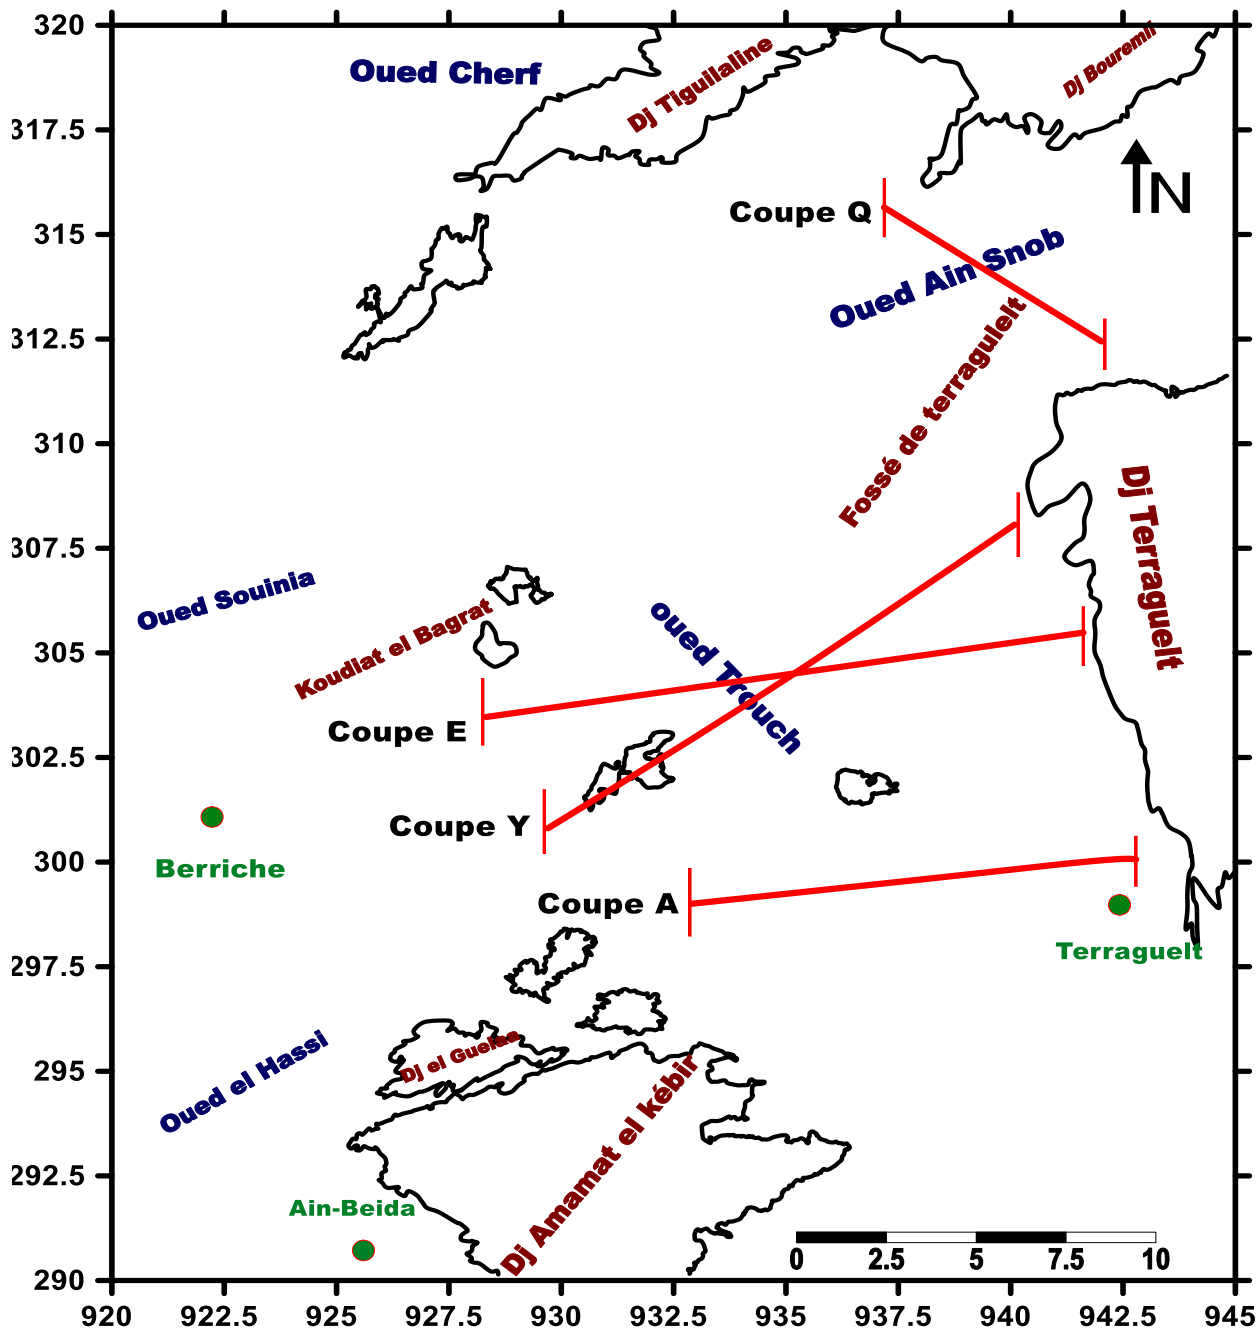 320
317.5
315
312.5
310
307.5
305
302.5
300
297.5
295
292.5
290
Oued Cherf
Dj Tiguilaline
Dj Bouremli
N
Coupe Q
Oued Ain Snob
Fossé de terragulelt
Dj Terraguelt
Oued Souinia
Koudiat el Bagrat
oued Trouch
Coupe E
Coupe Y
Berriche
Coupe A
Terraguelt
Oued el Hassi
Dj el Guelae
Dj Amamat el kébir
Ain-Beida
0 2.5 5 7.5 10
920 922.5 925 927.5 930 932.5 935 937.5 940 942.5 945